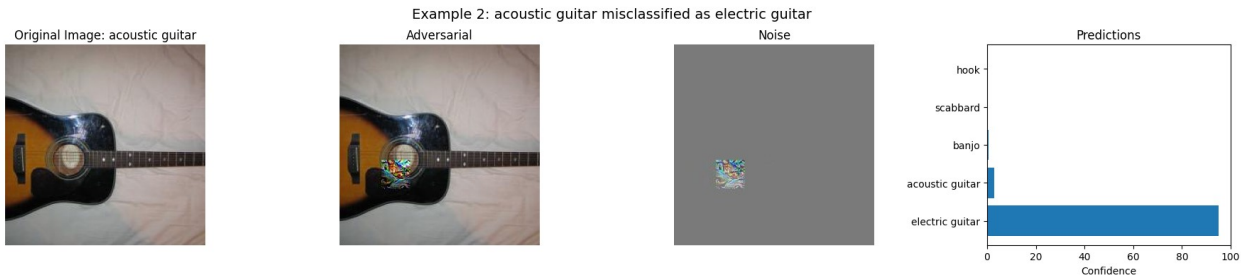 Example 2: acoustic guitar misclassified as electric guitar
Original Image: acoustic guitar
Adversarial
Noise
Predictions
hook
scabbard
banjo
acoustic guitar
electric guitar
0 20 40 60 80 100
Confidence